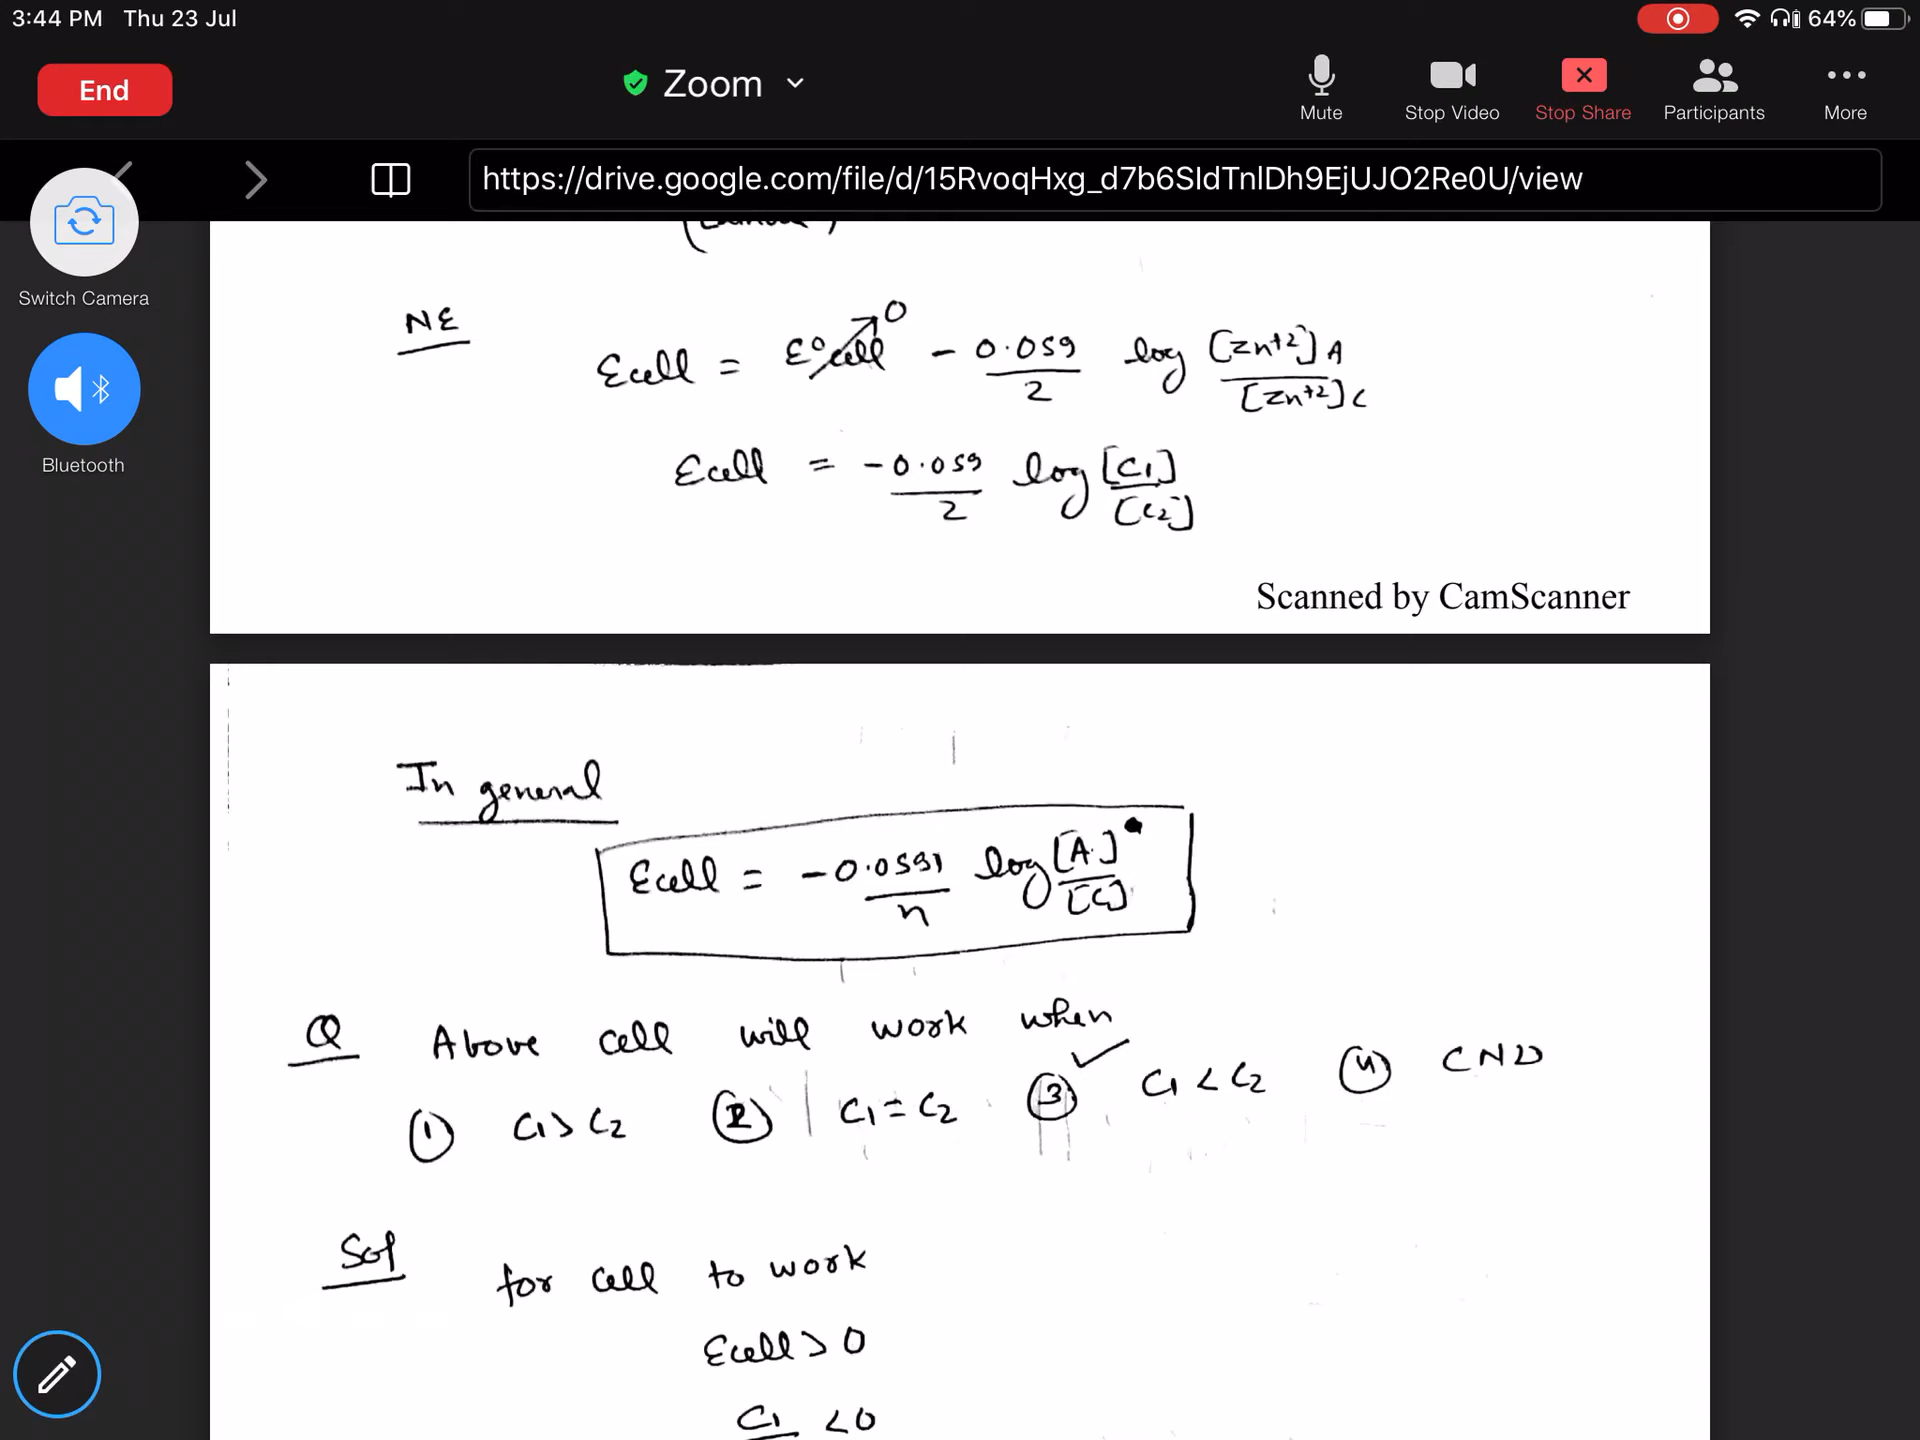 3:44 PM Thu 23 Jul
64%
End
Zoom
Mute
Stop Video
Stop Share
Participants
More
https://drive.google.com/file/d/15RvoqHxg_d7b6SIdTnlDh9EjUJO2Re0U/view
Switch Camera
Bluetooth
NE
Ecell = E°cell → 0 - 0.059/2 log [Zn+2]A/[Zn+2]C
Ecell = -0.059/2 log [C1]/[C2]
Scanned by CamScanner
In general
Ecell = -0.0591/n log [A]/[C]
Q Above cell will work when
① C1 > C2 ② C1 = C2 ③ ✓ C1 < C2 ④ CND
Sol for cell to work
Ecell > 0
C1 < 0